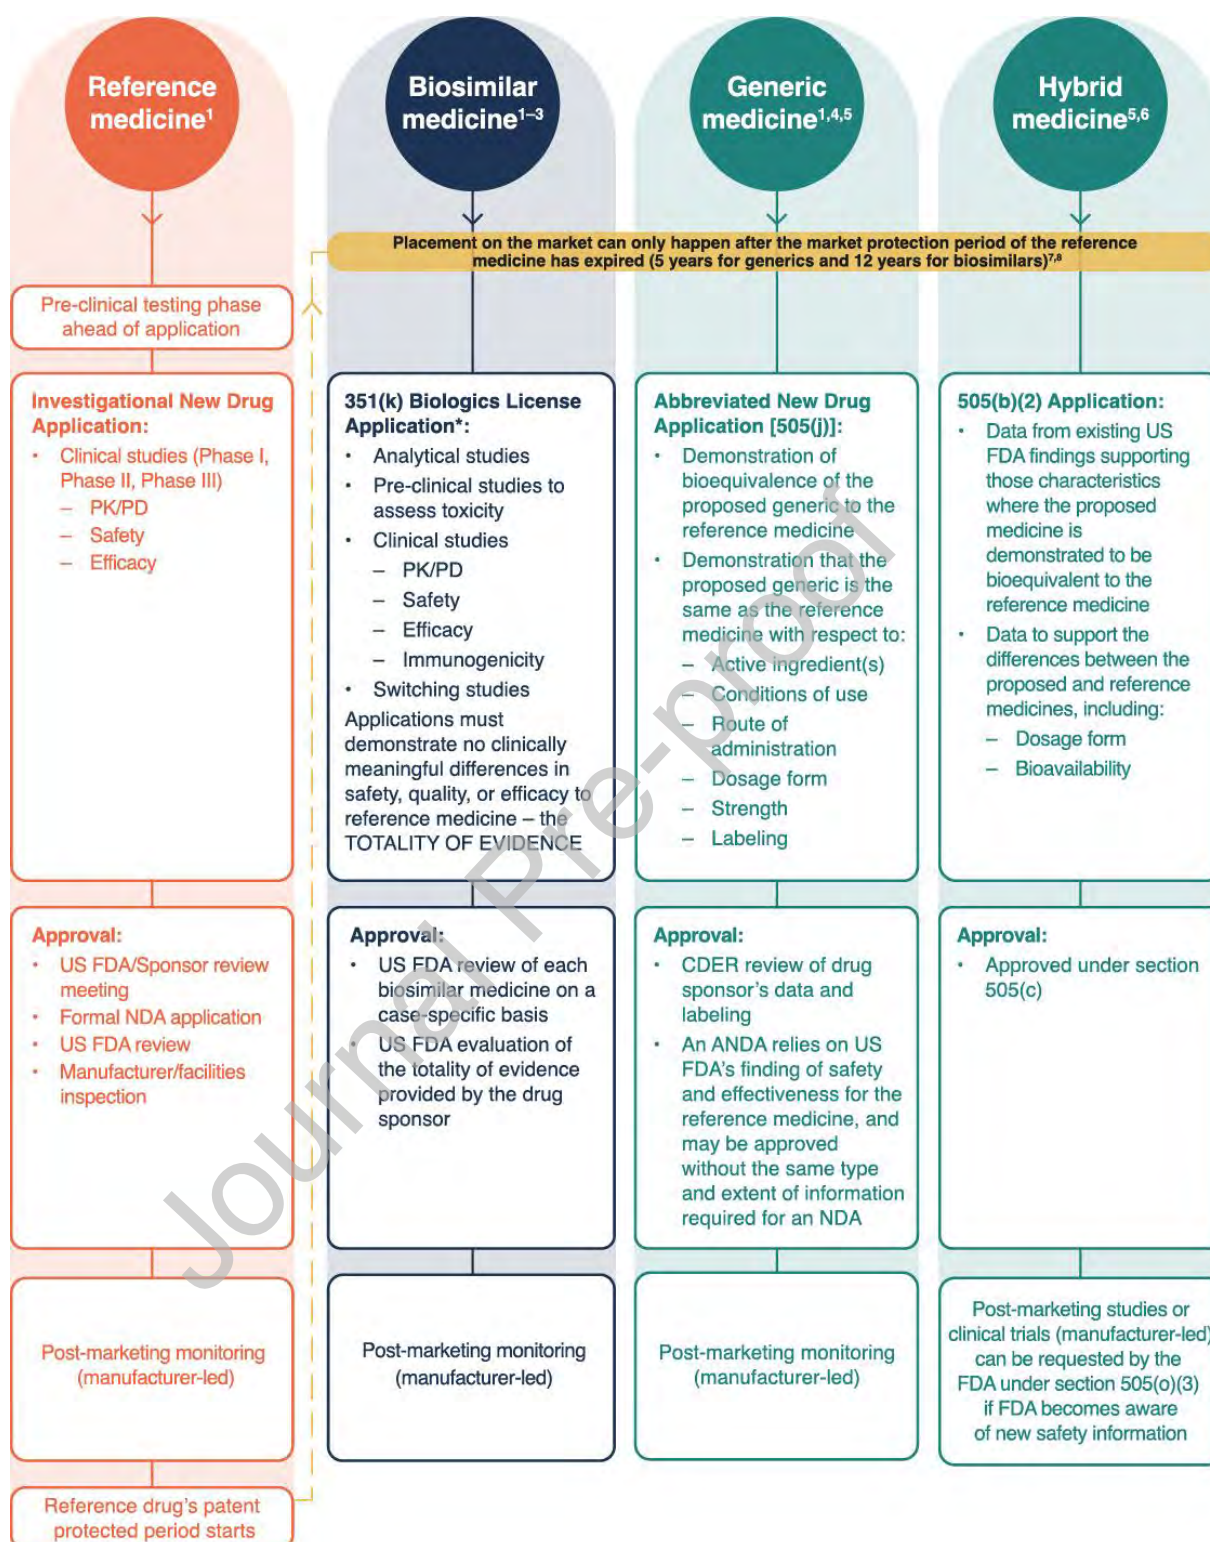 Reference
medicine¹
Biosimilar
medicine¹⁻³
Generic
medicine¹,⁴,⁵
Hybrid
medicine⁵,⁶
Placement on the market can only happen after the market protection period of the reference
medicine has expired (5 years for generics and 12 years for biosimilars)⁷,⁸
Pre-clinical testing phase
ahead of application
Investigational New Drug
Application:
• Clinical studies (Phase I,
Phase II, Phase III)
– PK/PD
– Safety
– Efficacy
351(k) Biologics License
Application*:
• Analytical studies
• Pre-clinical studies to
assess toxicity
• Clinical studies
– PK/PD
– Safety
– Efficacy
– Immunogenicity
• Switching studies
Applications must
demonstrate no clinically
meaningful differences in
safety, quality, or efficacy to
reference medicine – the
TOTALITY OF EVIDENCE
Abbreviated New Drug
Application [505(j)]:
• Demonstration of
bioequivalence of the
proposed generic to the
reference medicine
• Demonstration that the
proposed generic is the
same as the reference
medicine with respect to:
– Active ingredient(s)
– Conditions of use
– Route of
administration
– Dosage form
– Strength
– Labeling
505(b)(2) Application:
• Data from existing US
FDA findings supporting
those characteristics
where the proposed
medicine is
demonstrated to be
bioequivalent to the
reference medicine
• Data to support the
differences between the
proposed and reference
medicines, including:
– Dosage form
– Bioavailability
Approval:
• US FDA/Sponsor review
meeting
• Formal NDA application
• US FDA review
• Manufacturer/facilities
inspection
Approval:
• US FDA review of each
biosimilar medicine on a
case-specific basis
• US FDA evaluation of
the totality of evidence
provided by the drug
sponsor
Approval:
• CDER review of drug
sponsor's data and
labeling
• An ANDA relies on US
FDA's finding of safety
and effectiveness for the
reference medicine, and
may be approved
without the same type
and extent of information
required for an NDA
Approval:
• Approved under section
505(c)
Post-marketing monitoring
(manufacturer-led)
Post-marketing monitoring
(manufacturer-led)
Post-marketing monitoring
(manufacturer-led)
Post-marketing studies or
clinical trials (manufacturer-led)
can be requested by the
FDA under section 505(o)(3)
if FDA becomes aware
of new safety information
Reference drug's patent
protected period starts
Journal Pre-proof